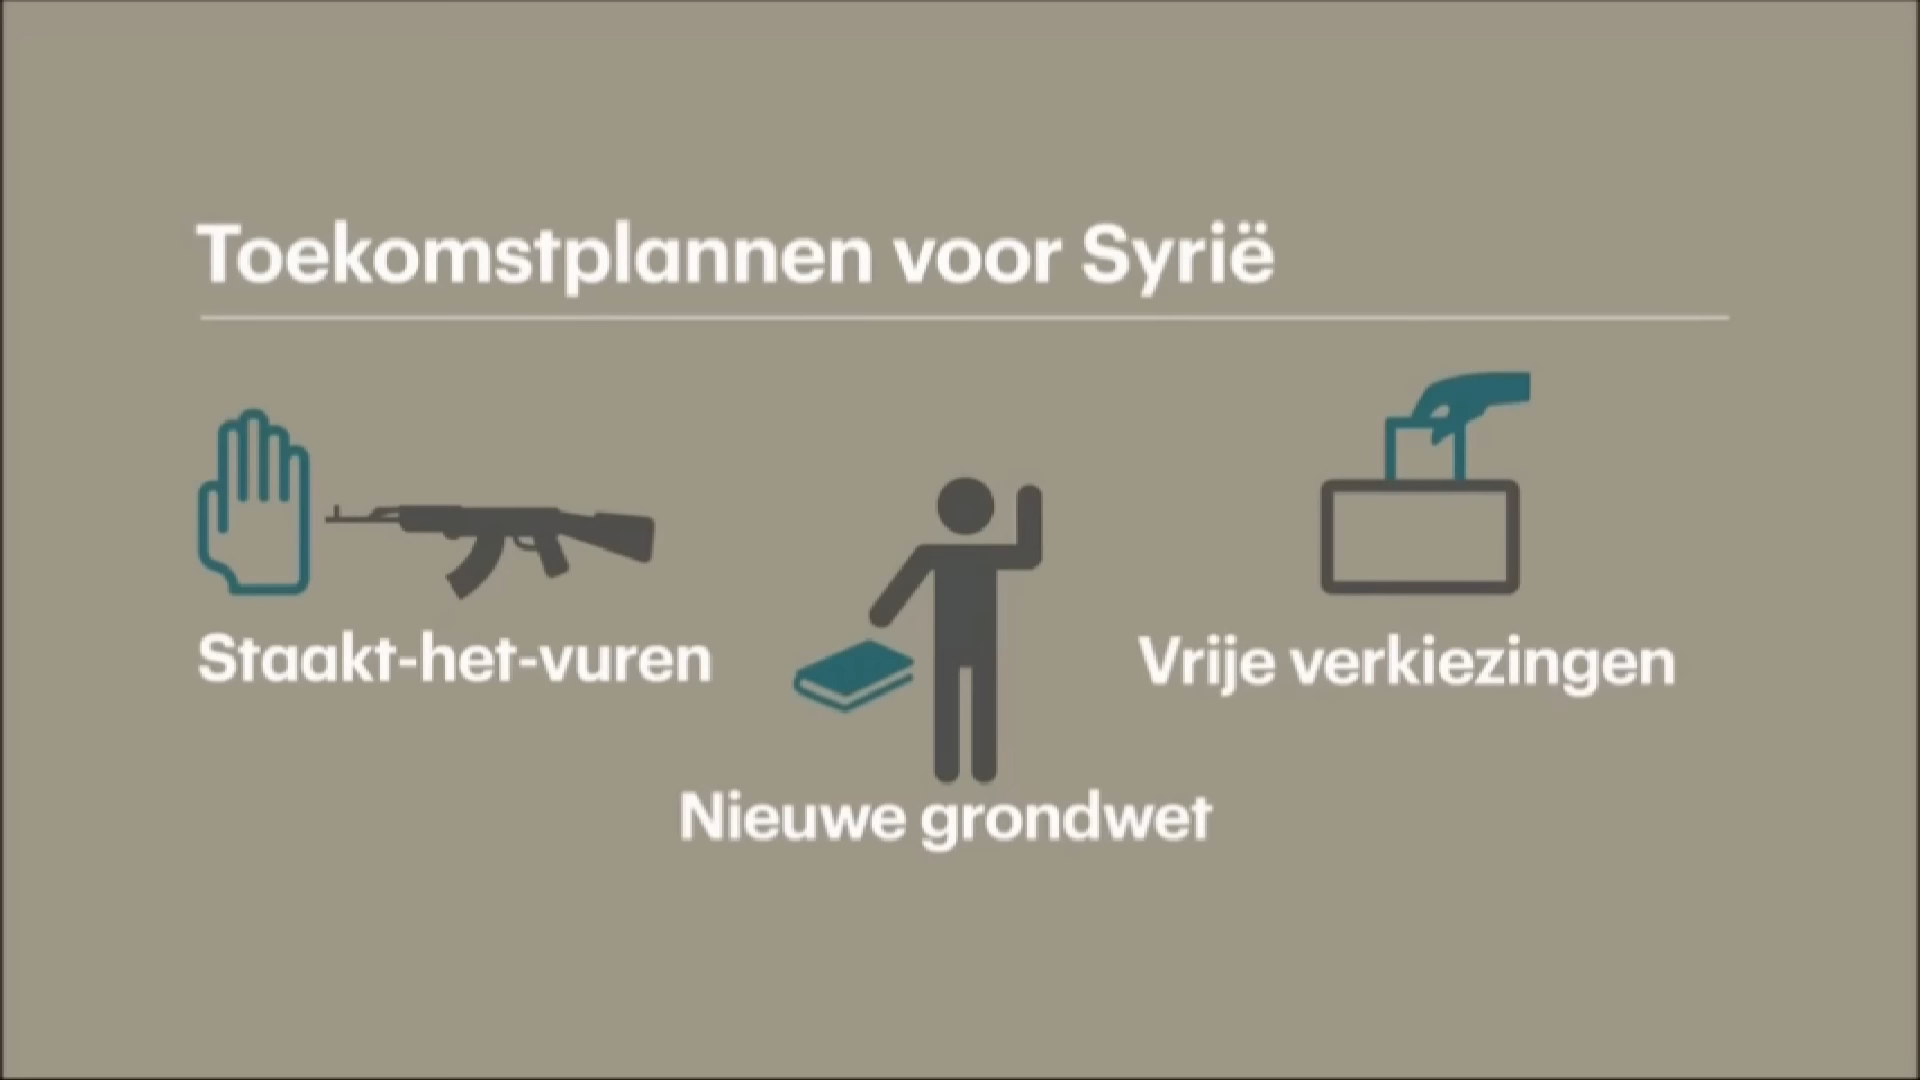 Toekomstplannen voor Syrië
Staakt-het-vuren
Vrije verkiezingen
Nieuwe grondwet